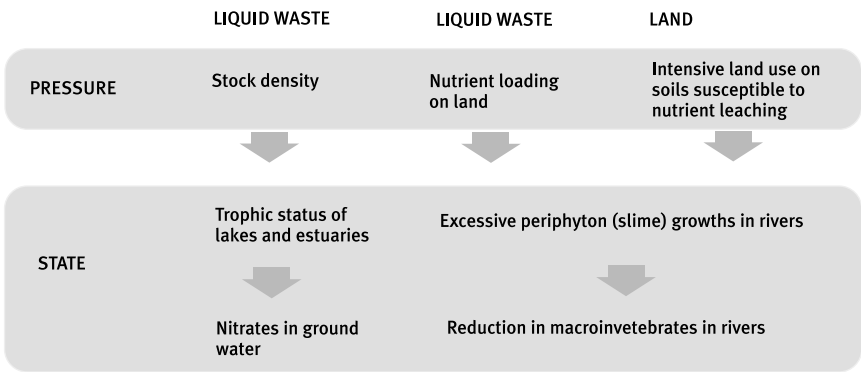 LIQUID WASTE
LIQUID WASTE
LAND
PRESSURE
Stock density
Nutrient loading
on land
Intensive land use on
soils susceptible to
nutrient leaching
STATE
Trophic status of
lakes and estuaries
Excessive periphyton (slime) growths in rivers
Nitrates in ground
water
Reduction in macroinvetebrates in rivers